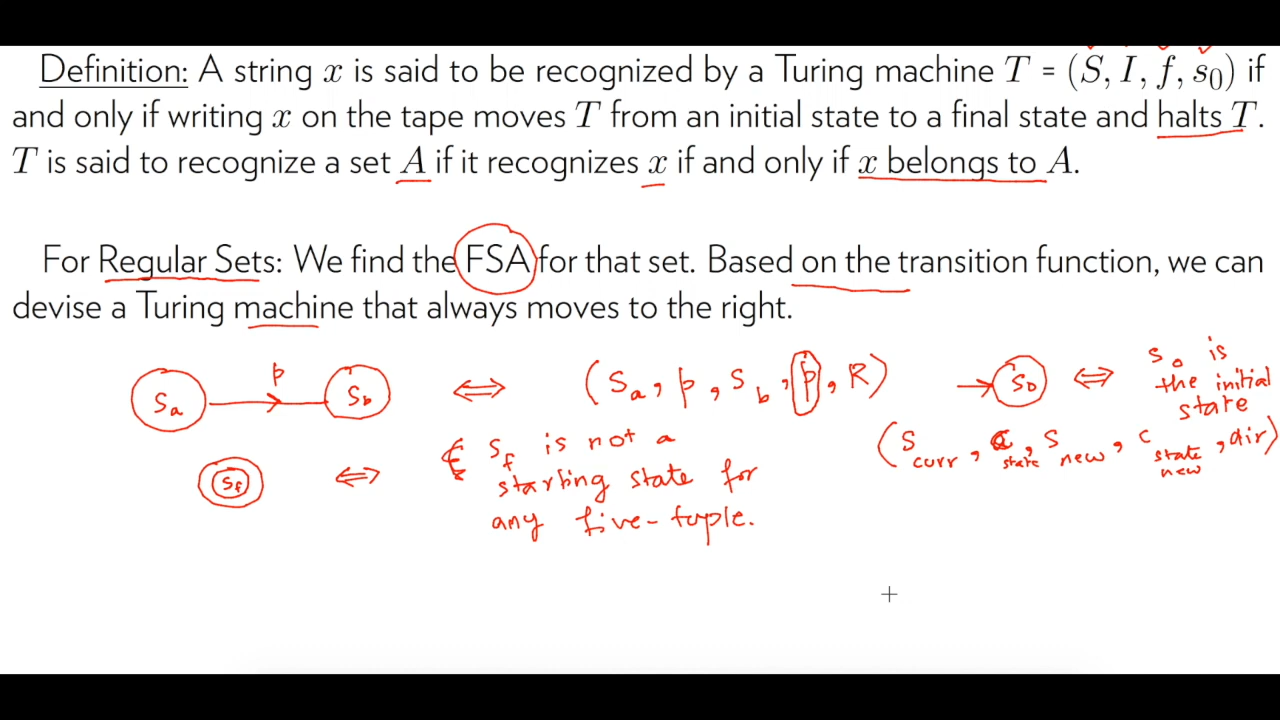 Definition: A string x is said to be recognized by a Turing machine T = (S, I, f, s₀) if
and only if writing x on the tape moves T from an initial state to a final state and halts T.
T is said to recognize a set A if it recognizes x if and only if x belongs to A.
For Regular Sets: We find the FSA for that set. Based on the transition function, we can
devise a Turing machine that always moves to the right.
Sa p Sb ⇔ (Sa, p, Sb, p, R)
→ S0 ⇔ S0 is
the initial
state
Sf ⇔ Sf is not a
starting state for
any five-tuple.
(S curr, C state, S new, C state new, dir)